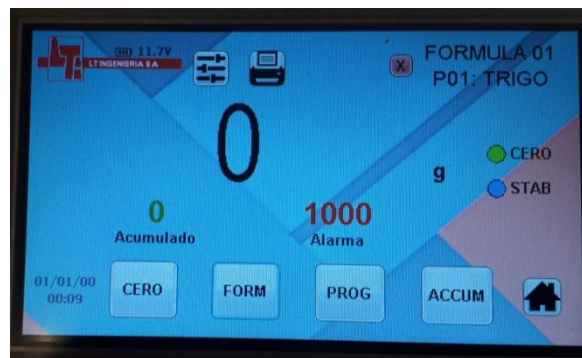 LT INGENIERIA S A
11.7V
FORMULA 01
P01: TRIGO
0
g
CERO
STAB
0
Acumulado
1000
Alarma
01/01/00
00:09
CERO
FORM
PROG
ACCUM
X